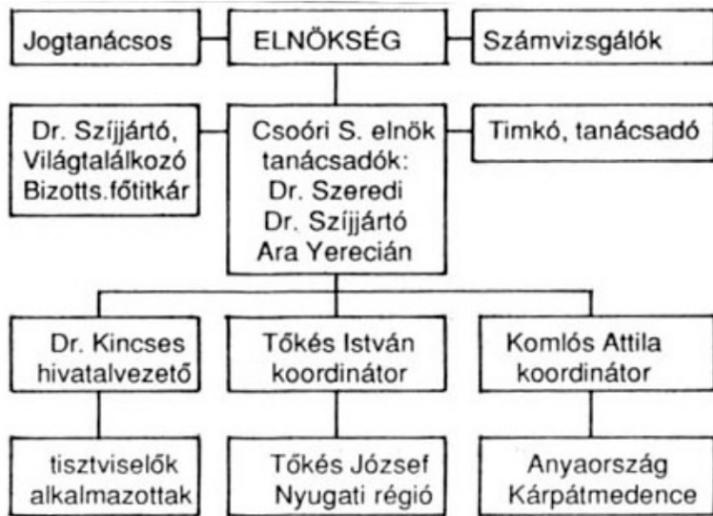 Jogtanácsos
ELNÖKSÉG
Számvizsgálók
Dr. Szíjjártó,
Világtalálkozó
Bizotts.főtitkár
Csoóri S. elnök
tanácsadók:
Dr. Szeredi
Dr. Szíjjártó
Ara Yerecián
Timkó, tanácsadó
Dr. Kincses
hivatalvezető
Tőkés István
koordinátor
Komlós Attila
koordinátor
tisztviselők
alkalmazottak
Tőkés József
Nyugati régió
Anyaország
Kárpátmedence